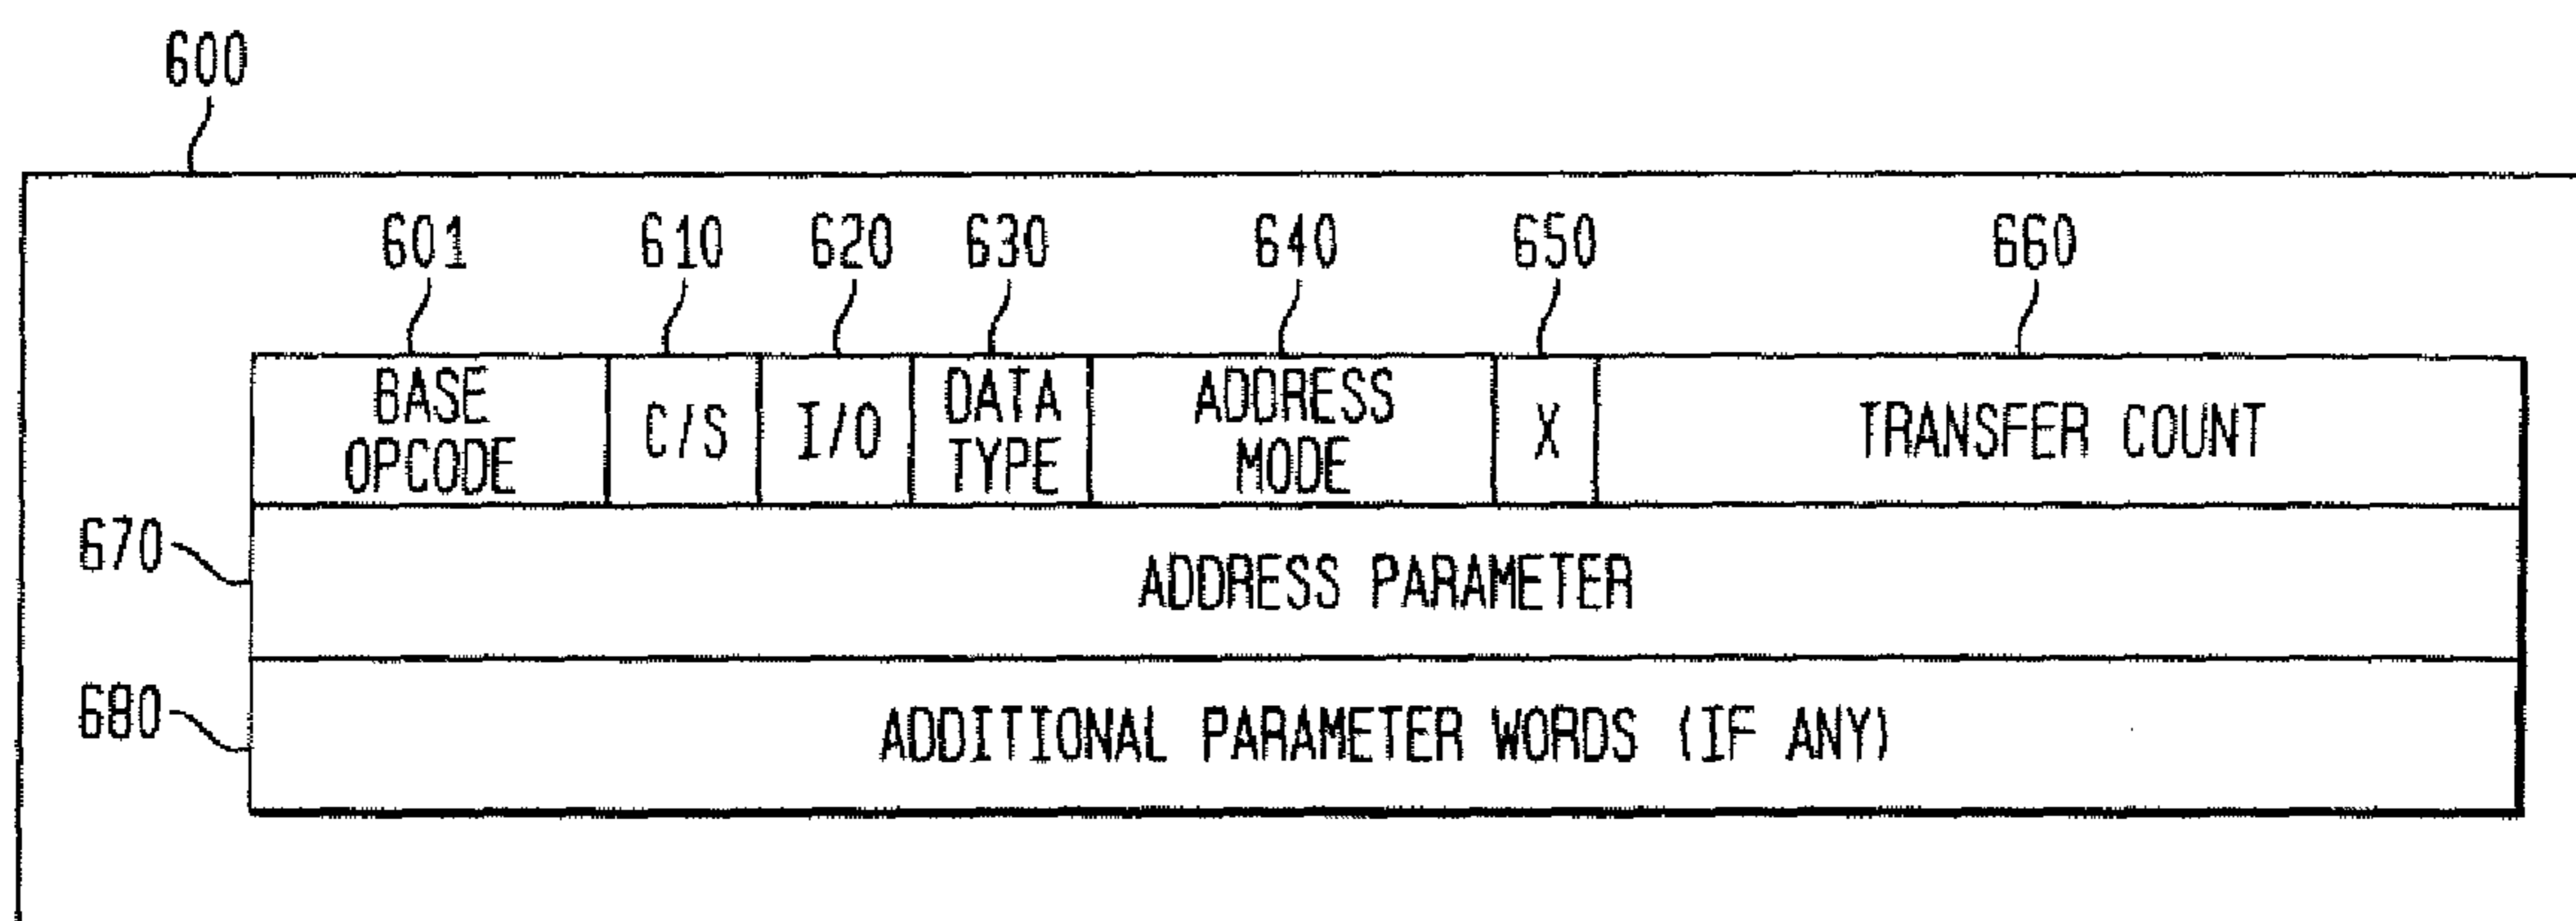 600
601 610 620 630 640 650 660
BASE OPCODE C/S I/O DATA TYPE ADDRESS MODE X TRANSFER COUNT
670 ADDRESS PARAMETER
680 ADDITIONAL PARAMETER WORDS (IF ANY)